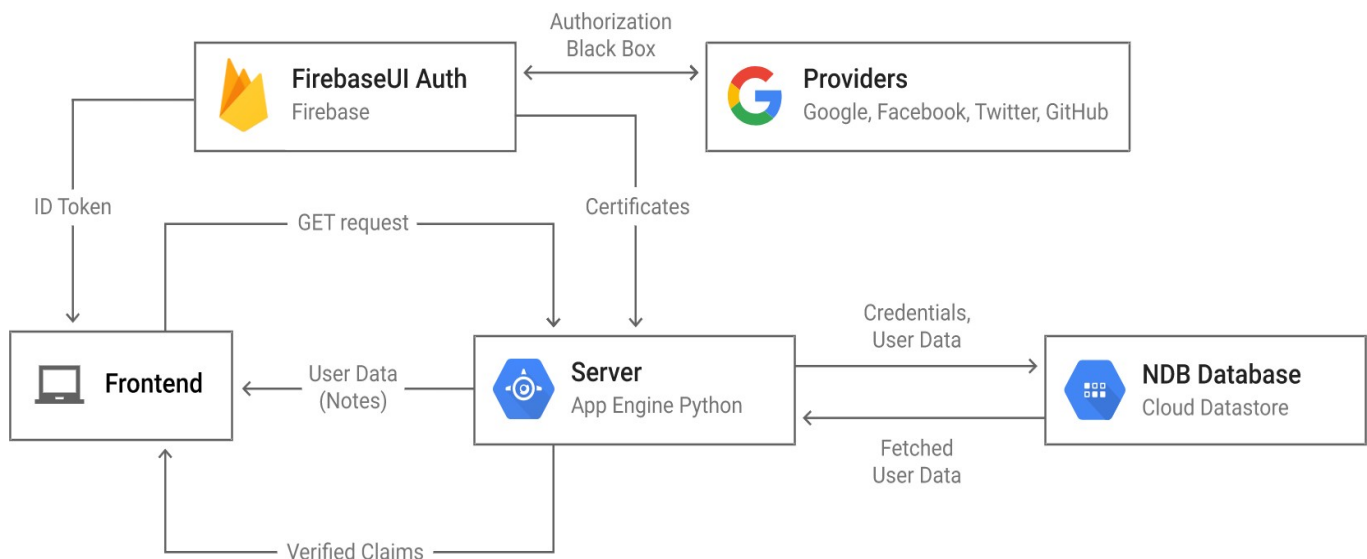 Authorization
Black Box
FirebaseUI Auth
Firebase
Providers
Google, Facebook, Twitter, GitHub
ID Token
GET request
Certificates
Frontend
User Data
(Notes)
Server
App Engine Python
Credentials,
User Data
NDB Database
Cloud Datastore
Fetched
User Data
Verified Claims